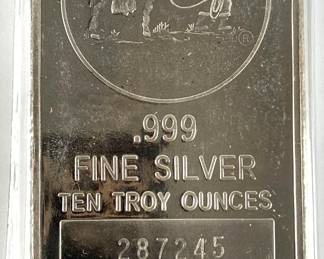 ®
.999
FINE SILVER
TEN TROY OUNCES
287245